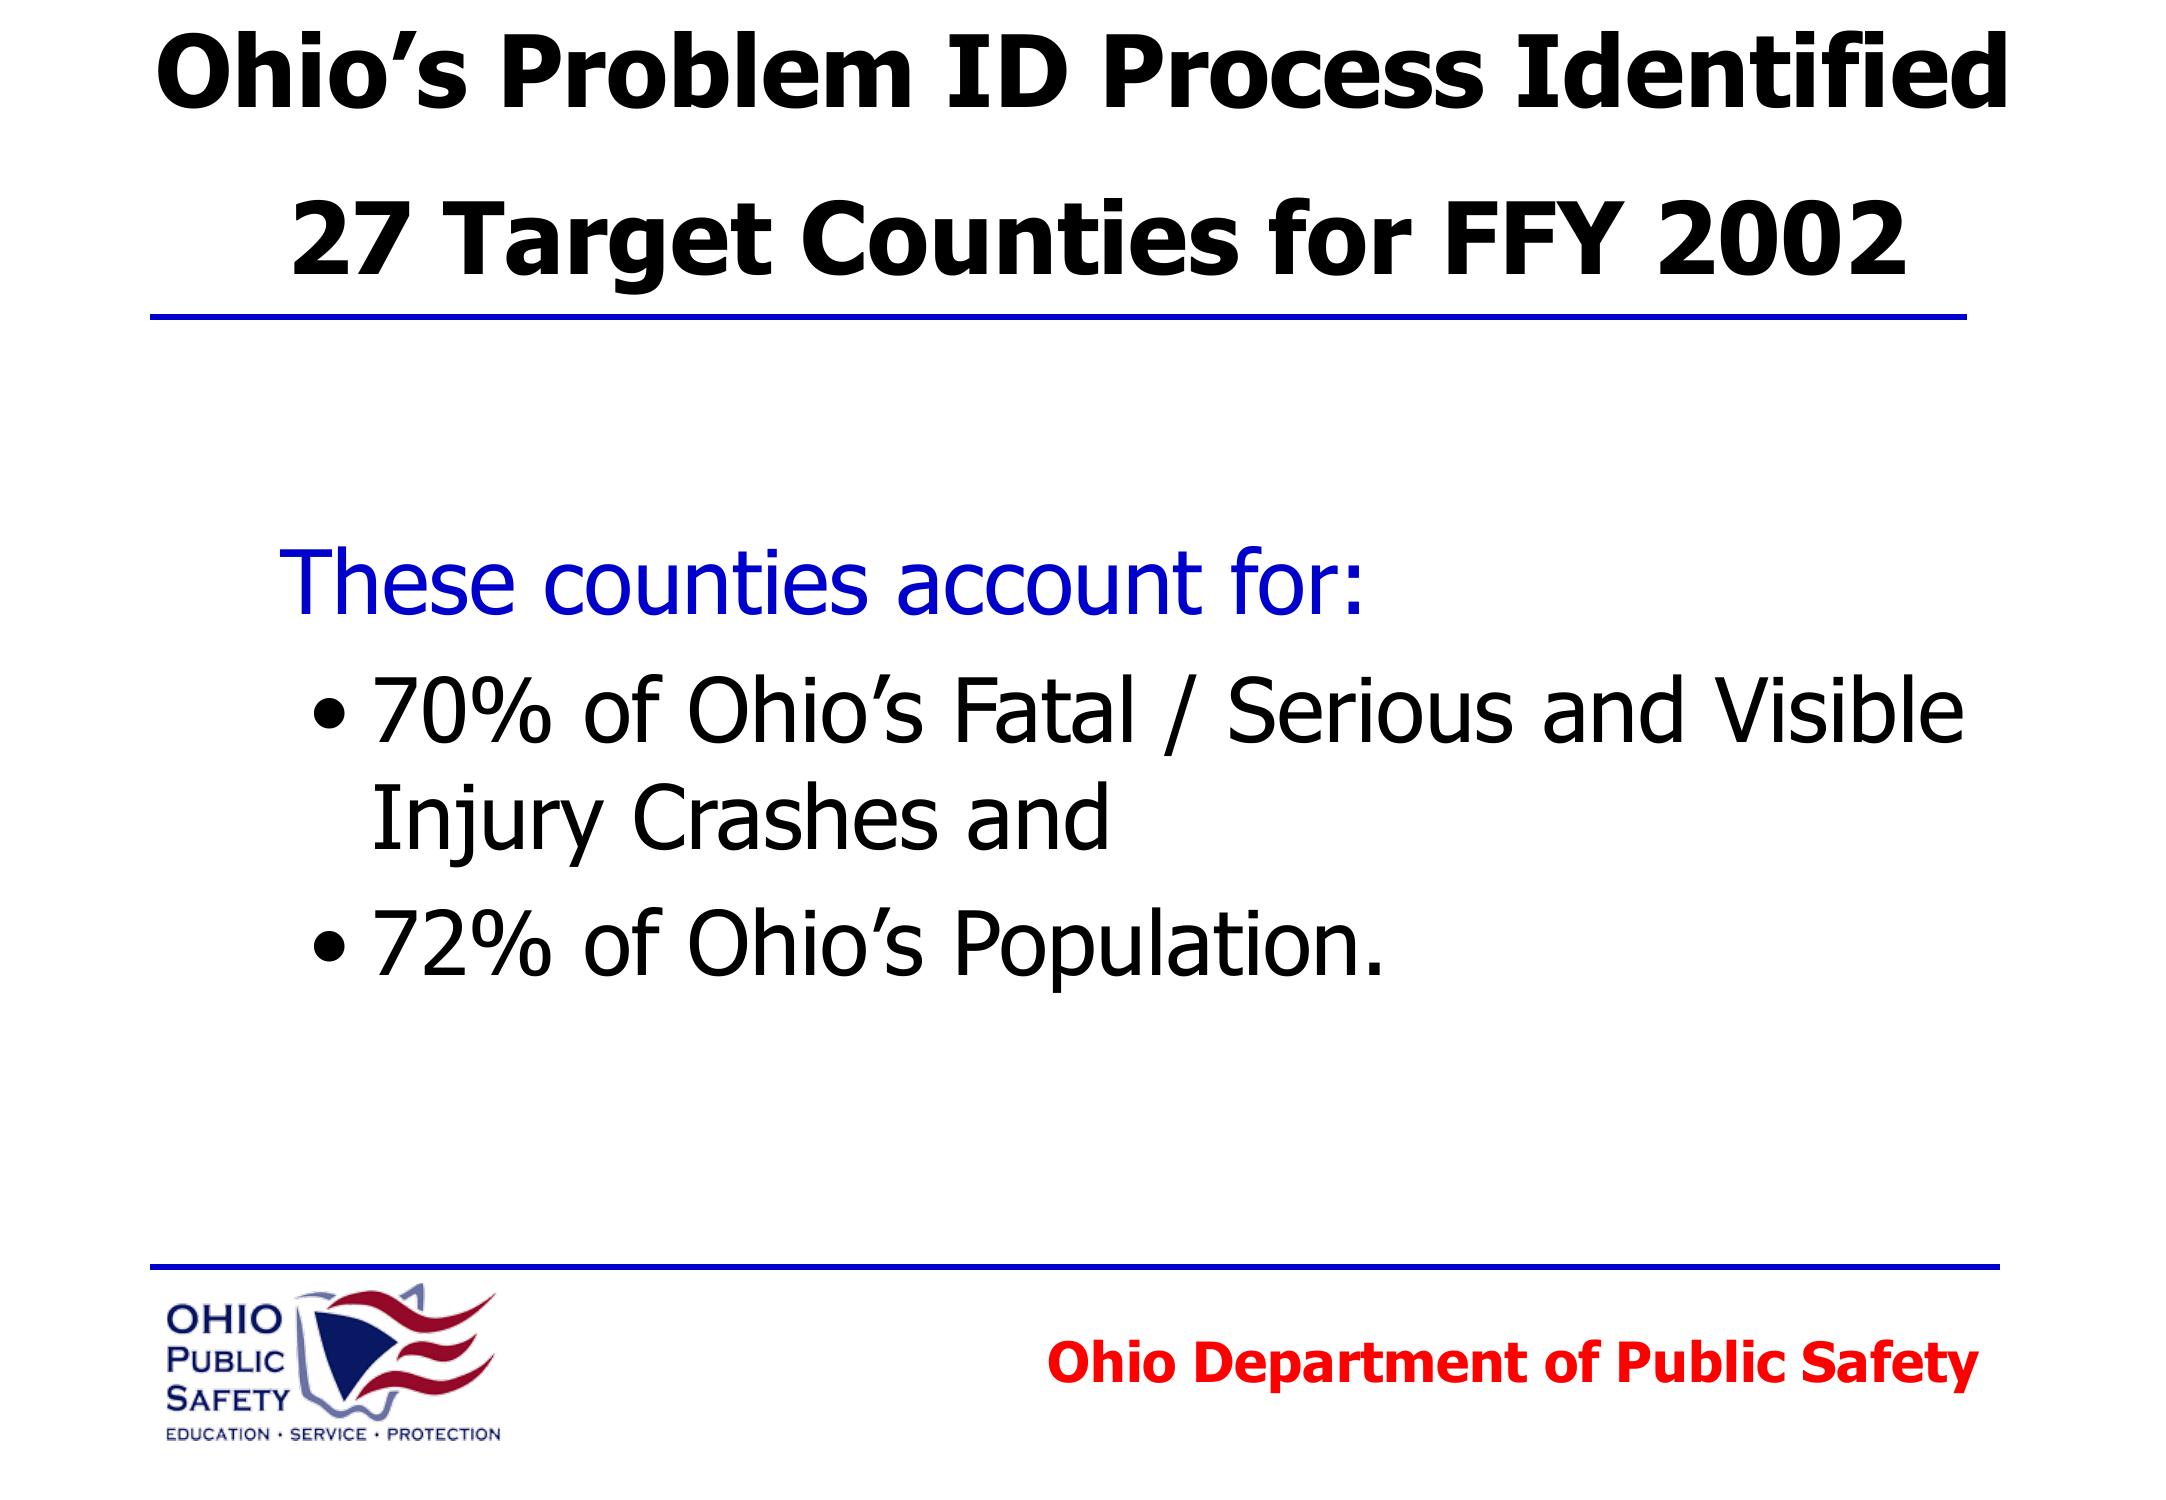 Ohio’s Problem ID Process Identified
27 Target Counties for FFY 2002
These counties account for:
• 70% of Ohio’s Fatal / Serious and Visible
Injury Crashes and
• 72% of Ohio’s Population.
OHIO
PUBLIC
SAFETY
EDUCATION · SERVICE · PROTECTION
Ohio Department of Public Safety